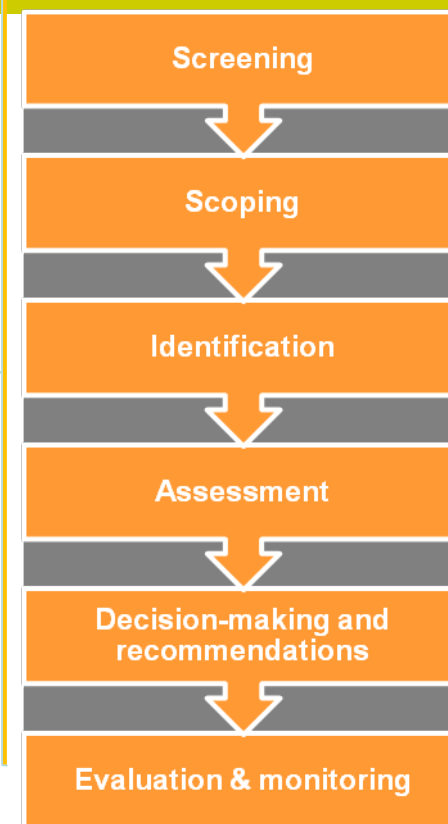 Screening
Scoping
Identification
Assessment
Decision-making and
recommendations
Evaluation & monitoring